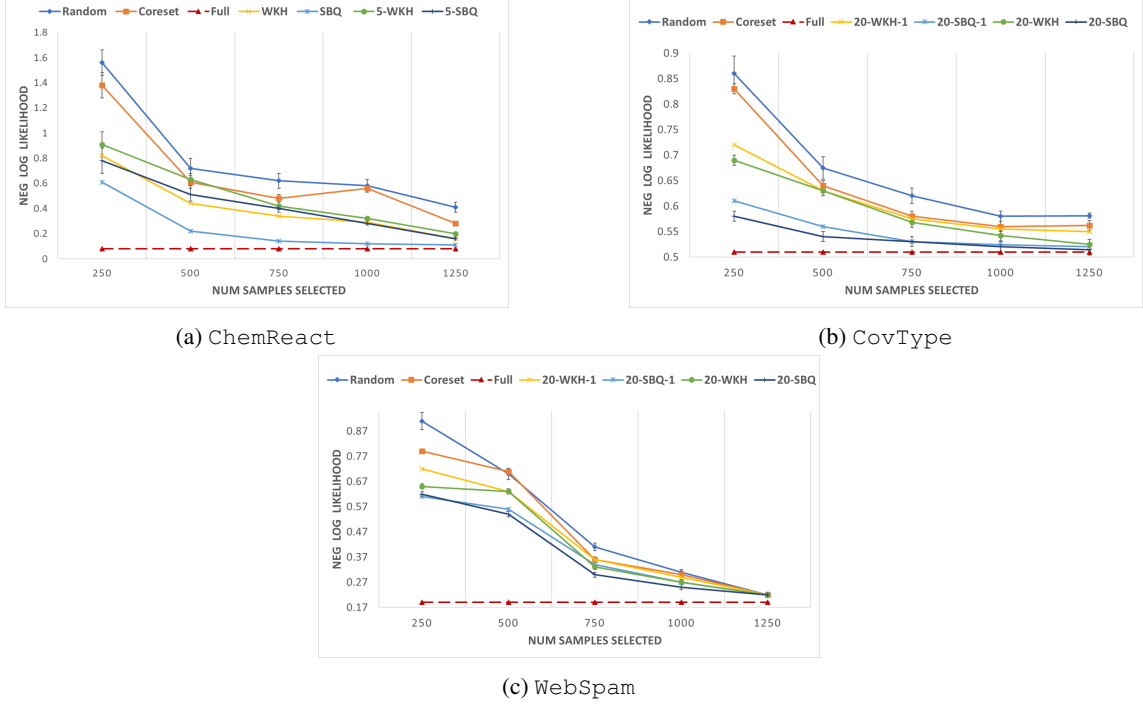 Random Coreset Full WKH SBQ 5-WKH 5-SBQ
1.8
1.6
1.4
1.2
1
0.8
0.6
0.4
0.2
0
NEG LOG LIKELIHOOD
250 500 750 1000 1250
NUM SAMPLES SELECTED
(a) ChemReact
Random Coreset Full 20-WKH-1 20-SBQ-1 20-WKH 20-SBQ
0.9
0.85
0.8
0.75
0.7
0.65
0.6
0.55
0.5
NEG LOG LIKELIHOOD
250 500 750 1000 1250
NUM SAMPLES SELECTED
(b) CovType
Random Coreset Full 20-WKH-1 20-SBQ-1 20-WKH 20-SBQ
0.87
0.77
0.67
0.57
0.47
0.37
0.27
0.17
NEG LOG LIKELIHOOD
250 500 750 1000 1250
NUM SAMPLES SELECTED
(c) WebSpam